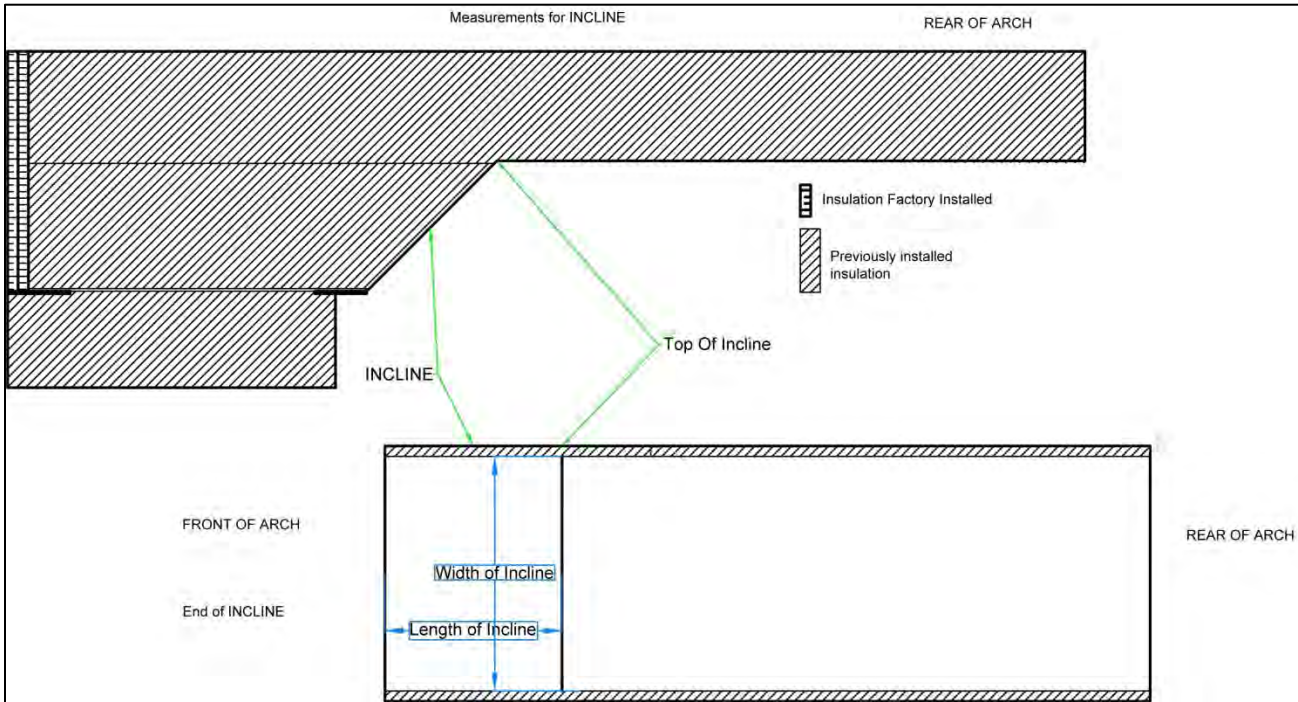 Measurements for INCLINE
REAR OF ARCH
Insulation Factory Installed
Previously installed
insulation
Top Of Incline
INCLINE
FRONT OF ARCH
REAR OF ARCH
Width of Incline
End of INCLINE
Length of Incline